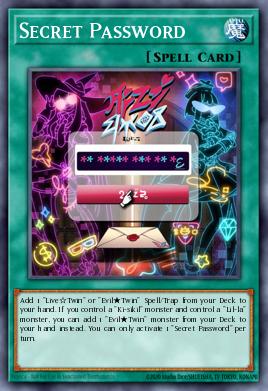 Secret Password
魔
[Spell Card]
Add 1 "Live☆Twin" or "Evil★Twin" Spell/Trap from your Deck to
your hand. If you control a "Ki-sikil" monster and control a "Lil-la"
monster, you can add 1 "Evil★Twin" monster from your Deck to
your hand instead. You can only activate 1 "Secret Password" per
turn.